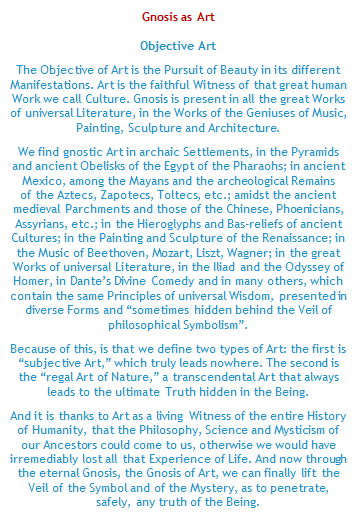 Gnosis as Art
Objective Art
The Objective of Art is the Pursuit of Beauty in its different
Manifestations. Art is the faithful Witness of that great human
Work we call Culture. Gnosis is present in all the great Works
of universal Literature, in the Works of the Geniuses of Music,
Painting, Sculpture and Architecture.
We find gnostic Art in archaic Settlements, in the Pyramids
and ancient Obelisks of the Egypt of the Pharaohs; in ancient
Mexico, among the Mayans and the archeological Remains
of the Aztecs, Zapotecs, Toltecs, etc.; amidst the ancient
medieval Parchments and those of the Chinese, Phoenicians,
Assyrians, etc.; in the Hieroglyphs and Bas-reliefs of ancient
Cultures; in the Painting and Sculpture of the Renaissance; in
the Music of Beethoven, Mozart, Liszt, Wagner; in the great
Works of universal Literature, in the Iliad and the Odyssey of
Homer, in Dante's Divine Comedy and in many others, which
contain the same Principles of universal Wisdom, presented in
diverse Forms and “sometimes hidden behind the Veil of
philosophical Symbolism”.
Because of this, is that we define two types of Art: the first is
“subjective Art,” which truly leads nowhere. The second is
the “regal Art of Nature,” a transcendental Art that always
leads to the ultimate Truth hidden in the Being.
And it is thanks to Art as a living Witness of the entire History
of Humanity, that the Philosophy, Science and Mysticism of
our Ancestors could come to us, otherwise we would have
irremediably lost all that Experience of Life. And now through
the eternal Gnosis, the Gnosis of Art, we can finally lift the
Veil of the Symbol and of the Mystery, as to penetrate,
safely, any truth of the Being.